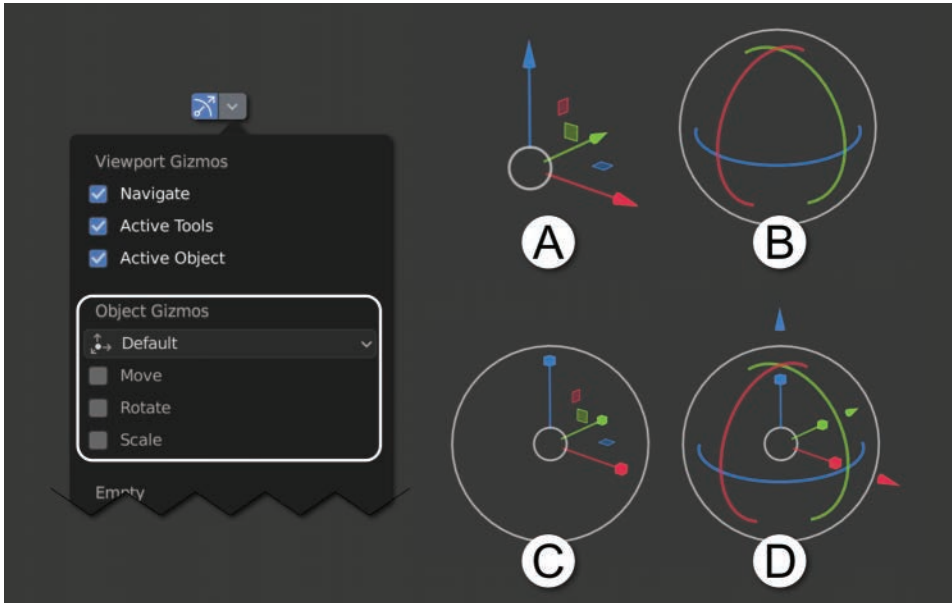 Viewport Gizmos
Navigate
Active Tools
Active Object
Object Gizmos
Default
Move
Rotate
Scale
Empty
A
B
C
D